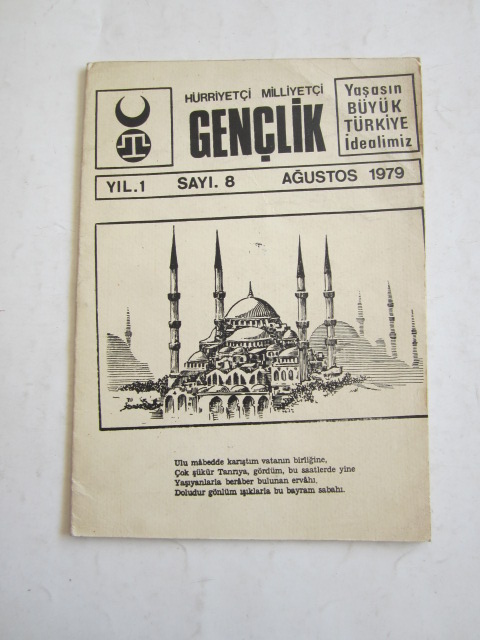 HÜRRİYETÇİ MİLLİYETÇİ
GENÇLİK
Yaşasın
BÜYÜK
TÜRKİYE
İdealimiz
YIL.1 SAYI. 8 AĞUSTOS 1979
Ulu mâbedde karıştım vatanın birliğine,
Çok şükür Tanrıya, gördüm, bu saatlerde yine
Yaşıyanlarla berâber bulunan ervâhı,
Doludur gönlüm ışıklarla bu bayram sabahı.